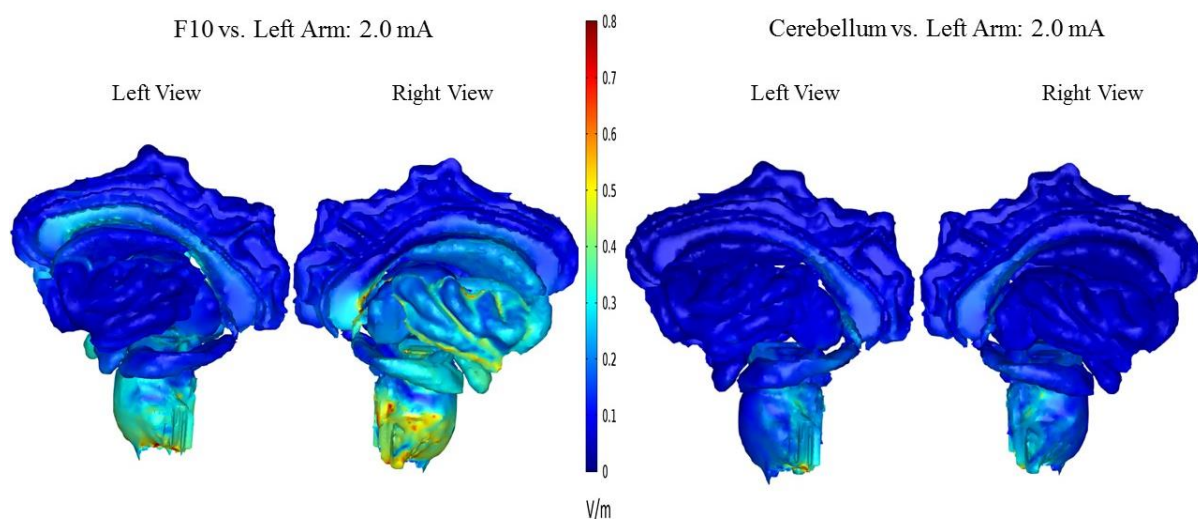 F10 vs. Left Arm: 2.0 mA
Left View
Right View
0.8
0.7
0.6
0.5
0.4
0.3
0.2
0.1
0
V/m
Cerebellum vs. Left Arm: 2.0 mA
Left View
Right View